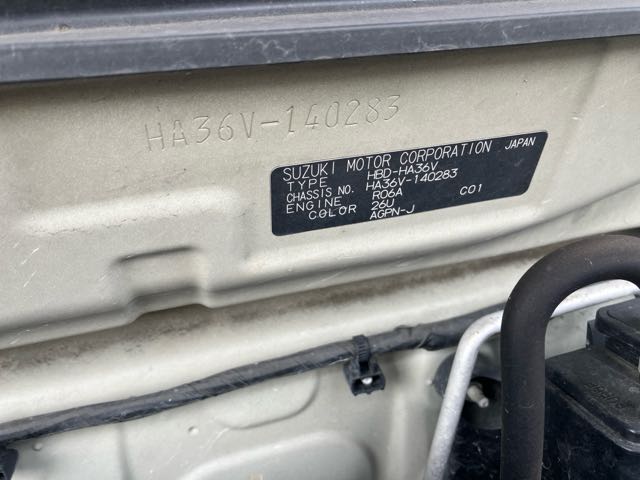 HA36V-140283
SUZUKI MOTOR CORPORATION JAPAN
TYPE HBD-HA36V
CHASSIS NO. HA36V-140283
ENGINE R06A
COLOR 26U C01
AGPN-J